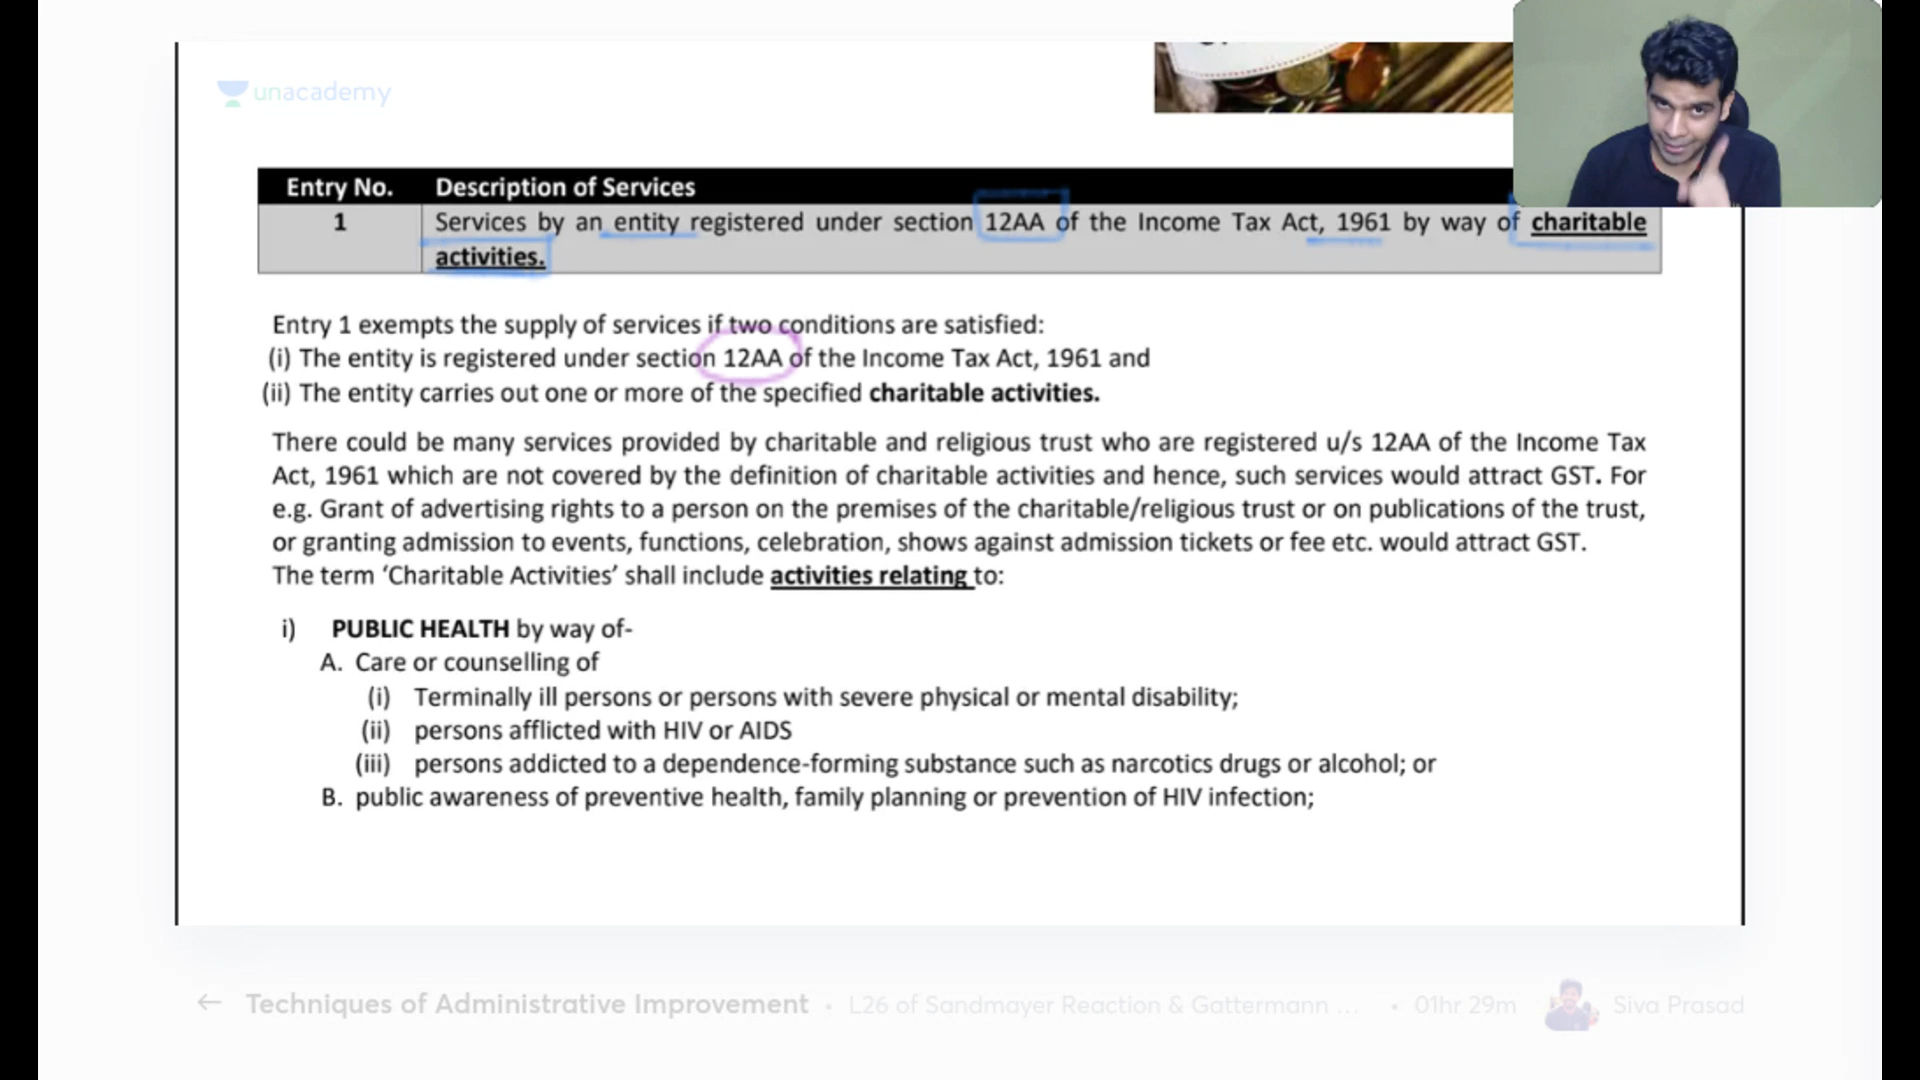 unacademy
Entry No. Description of Services
1 Services by an entity registered under section 12AA of the Income Tax Act, 1961 by way of charitable
activities.
Entry 1 exempts the supply of services if two conditions are satisfied:
(i) The entity is registered under section 12AA of the Income Tax Act, 1961 and
(ii) The entity carries out one or more of the specified charitable activities.
There could be many services provided by charitable and religious trust who are registered u/s 12AA of the Income Tax
Act, 1961 which are not covered by the definition of charitable activities and hence, such services would attract GST. For
e.g. Grant of advertising rights to a person on the premises of the charitable/religious trust or on publications of the trust,
or granting admission to events, functions, celebration, shows against admission tickets or fee etc. would attract GST.
The term ‘Charitable Activities’ shall include activities relating to:
i) PUBLIC HEALTH by way of-
A. Care or counselling of
(i) Terminally ill persons or persons with severe physical or mental disability;
(ii) persons afflicted with HIV or AIDS
(iii) persons addicted to a dependence-forming substance such as narcotics drugs or alcohol; or
B. public awareness of preventive health, family planning or prevention of HIV infection;
← Techniques of Administrative Improvement • L26 of Sandmayer Reaction & Gattermann ... • 01hr 29m Siva Prasad